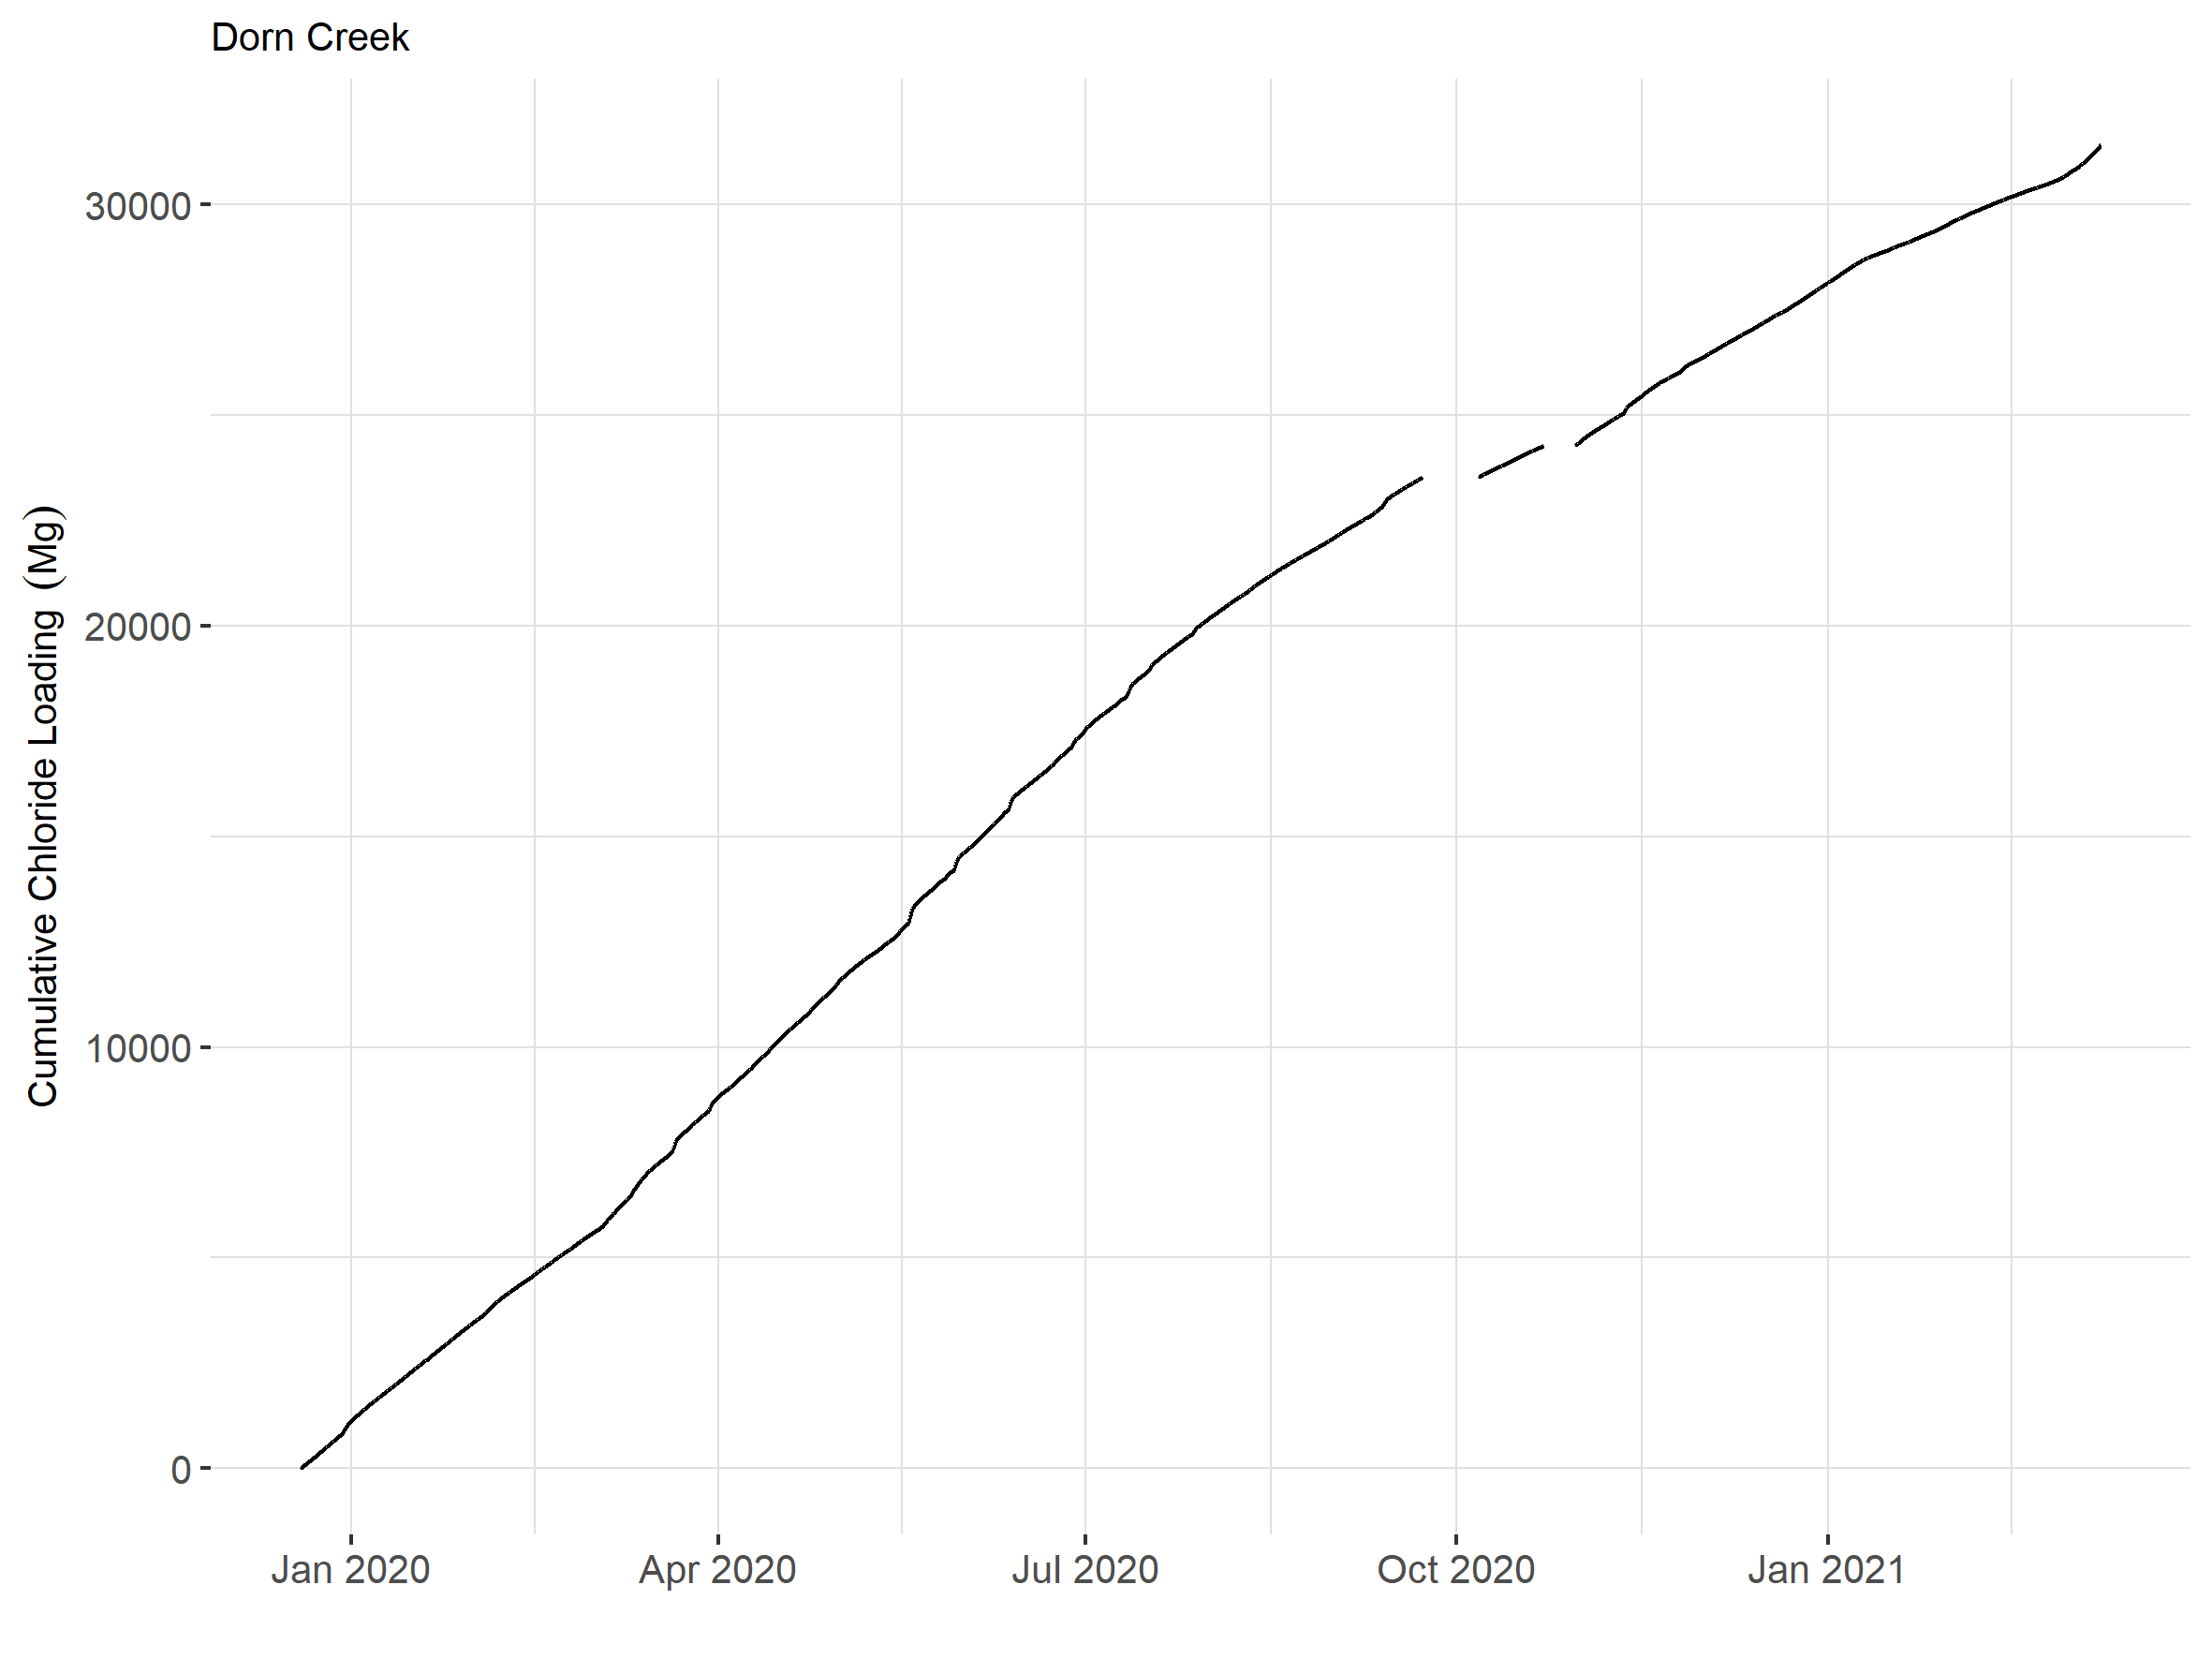 Dorn Creek
Cumulative Chloride Loading (Mg)
30000
20000
10000
0
Jan 2020
Apr 2020
Jul 2020
Oct 2020
Jan 2021